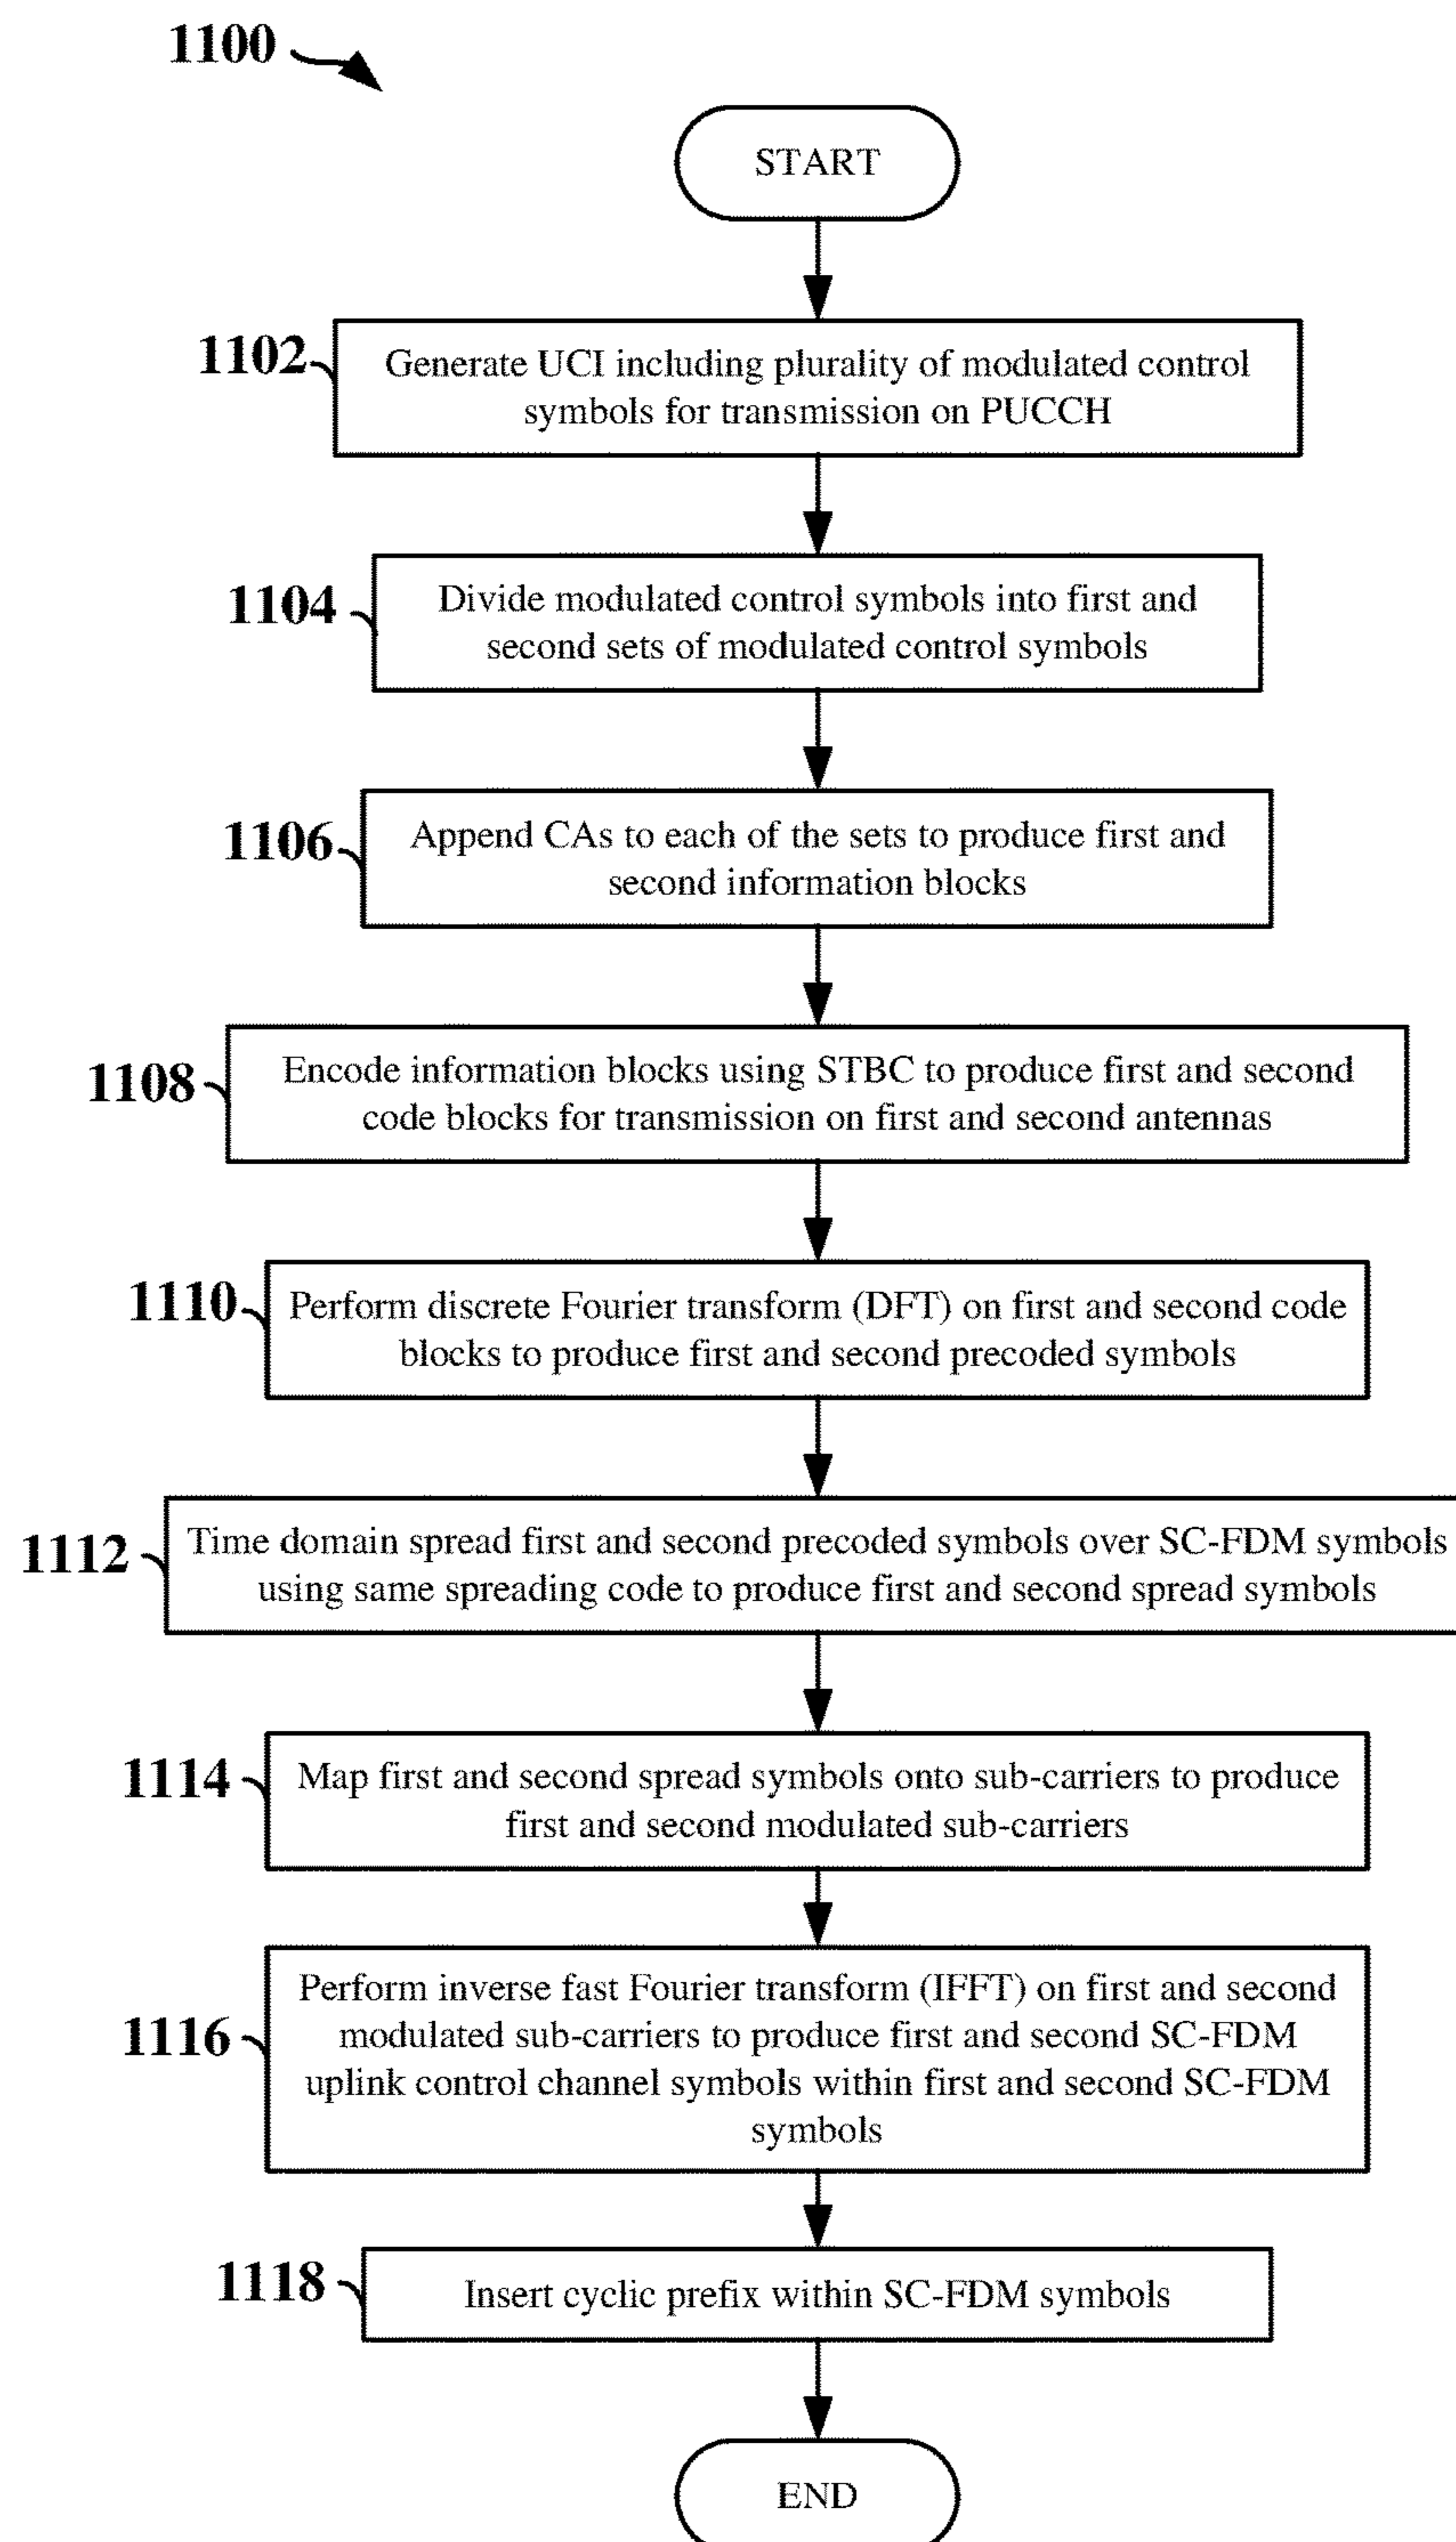 1100
START
1102
Generate UCI including plurality of modulated control
symbols for transmission on PUCCH
1104
Divide modulated control symbols into first and
second sets of modulated control symbols
1106
Append CAs to each of the sets to produce first and
second information blocks
1108
Encode information blocks using STBC to produce first and second
code blocks for transmission on first and second antennas
1110
Perform discrete Fourier transform (DFT) on first and second code
blocks to produce first and second precoded symbols
1112
Time domain spread first and second precoded symbols over SC-FDM symbols
using same spreading code to produce first and second spread symbols
1114
Map first and second spread symbols onto sub-carriers to produce
first and second modulated sub-carriers
1116
Perform inverse fast Fourier transform (IFFT) on first and second
modulated sub-carriers to produce first and second SC-FDM
uplink control channel symbols within first and second SC-FDM
symbols
1118
Insert cyclic prefix within SC-FDM symbols
END